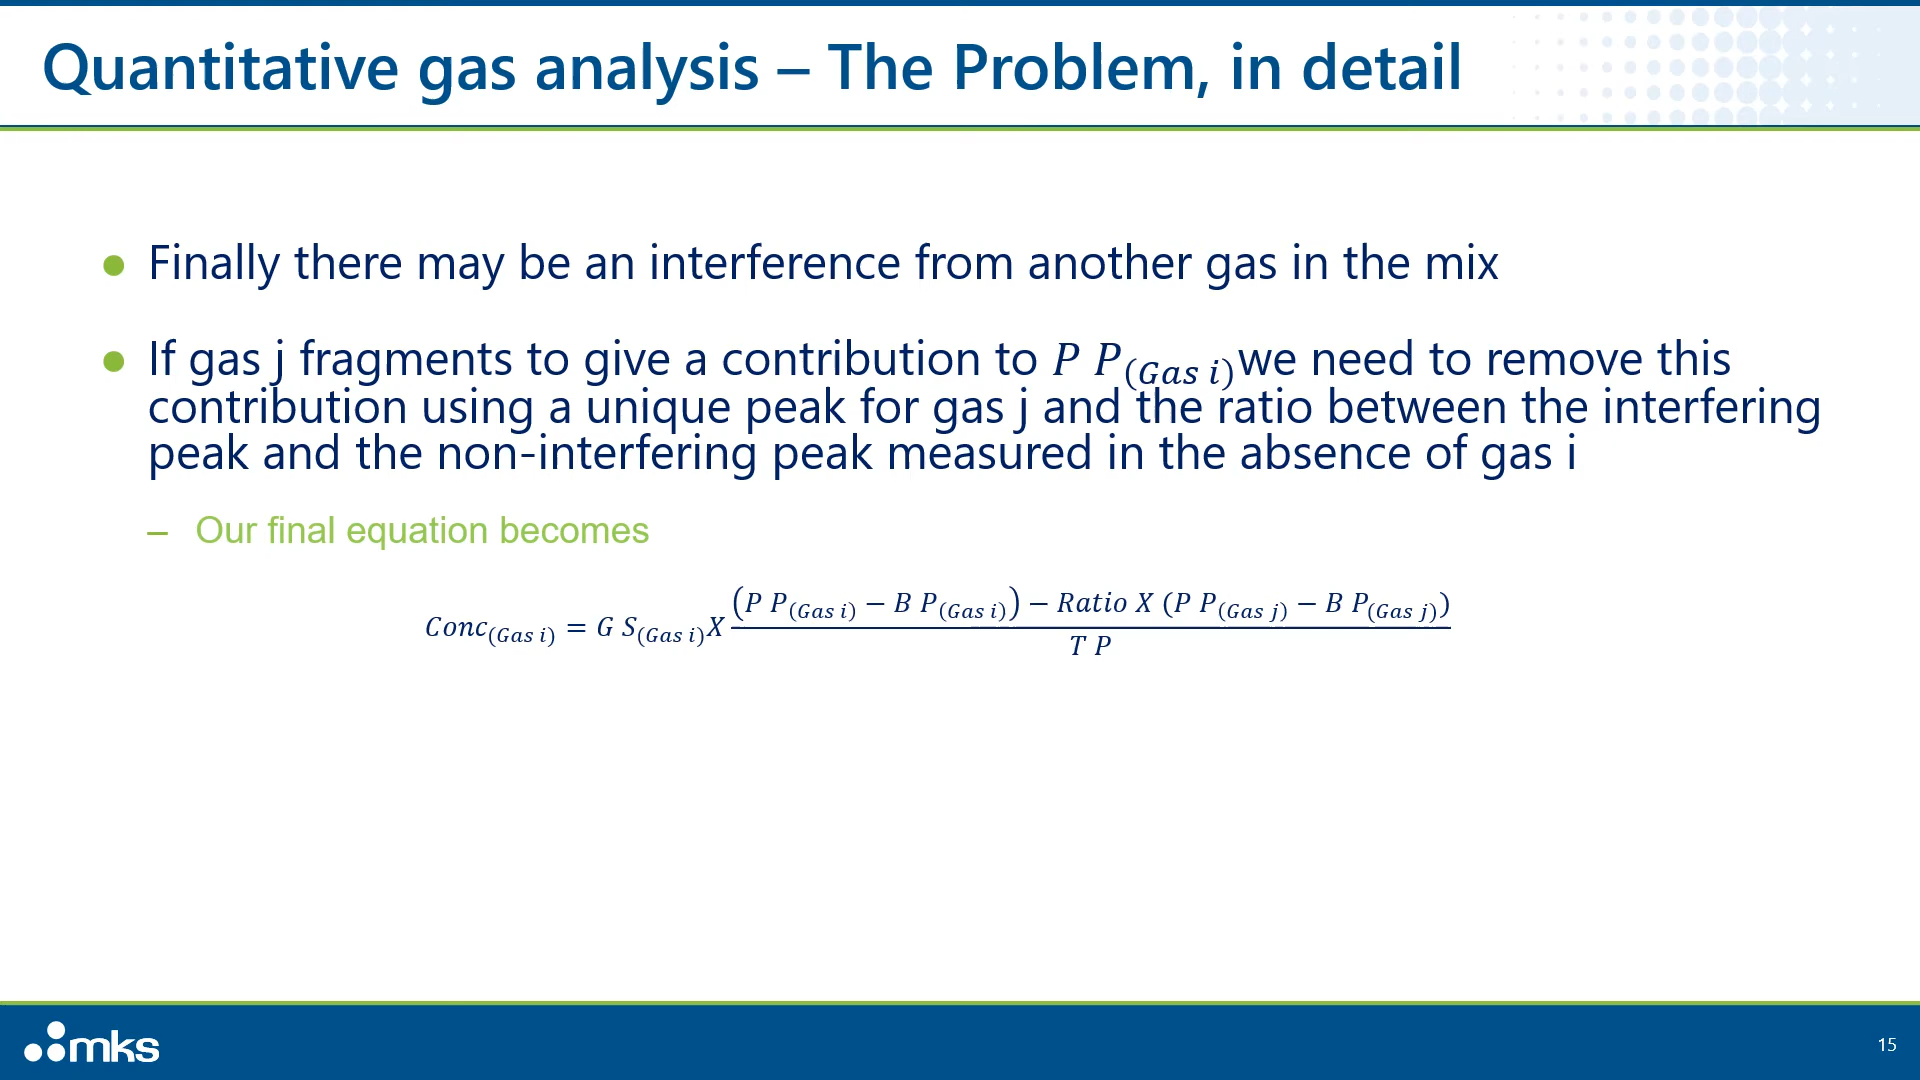 Quantitative gas analysis – The Problem, in detail
● Finally there may be an interference from another gas in the mix
● If gas j fragments to give a contribution to P P(Gas i)we need to remove this
contribution using a unique peak for gas j and the ratio between the interfering
peak and the non-interfering peak measured in the absence of gas i
– Our final equation becomes
Conc(Gas i) = G S(Gas i)X (P P(Gas i) − B P(Gas i)) − Ratio X (P P(Gas j) − B P(Gas j))
T P
mks
15